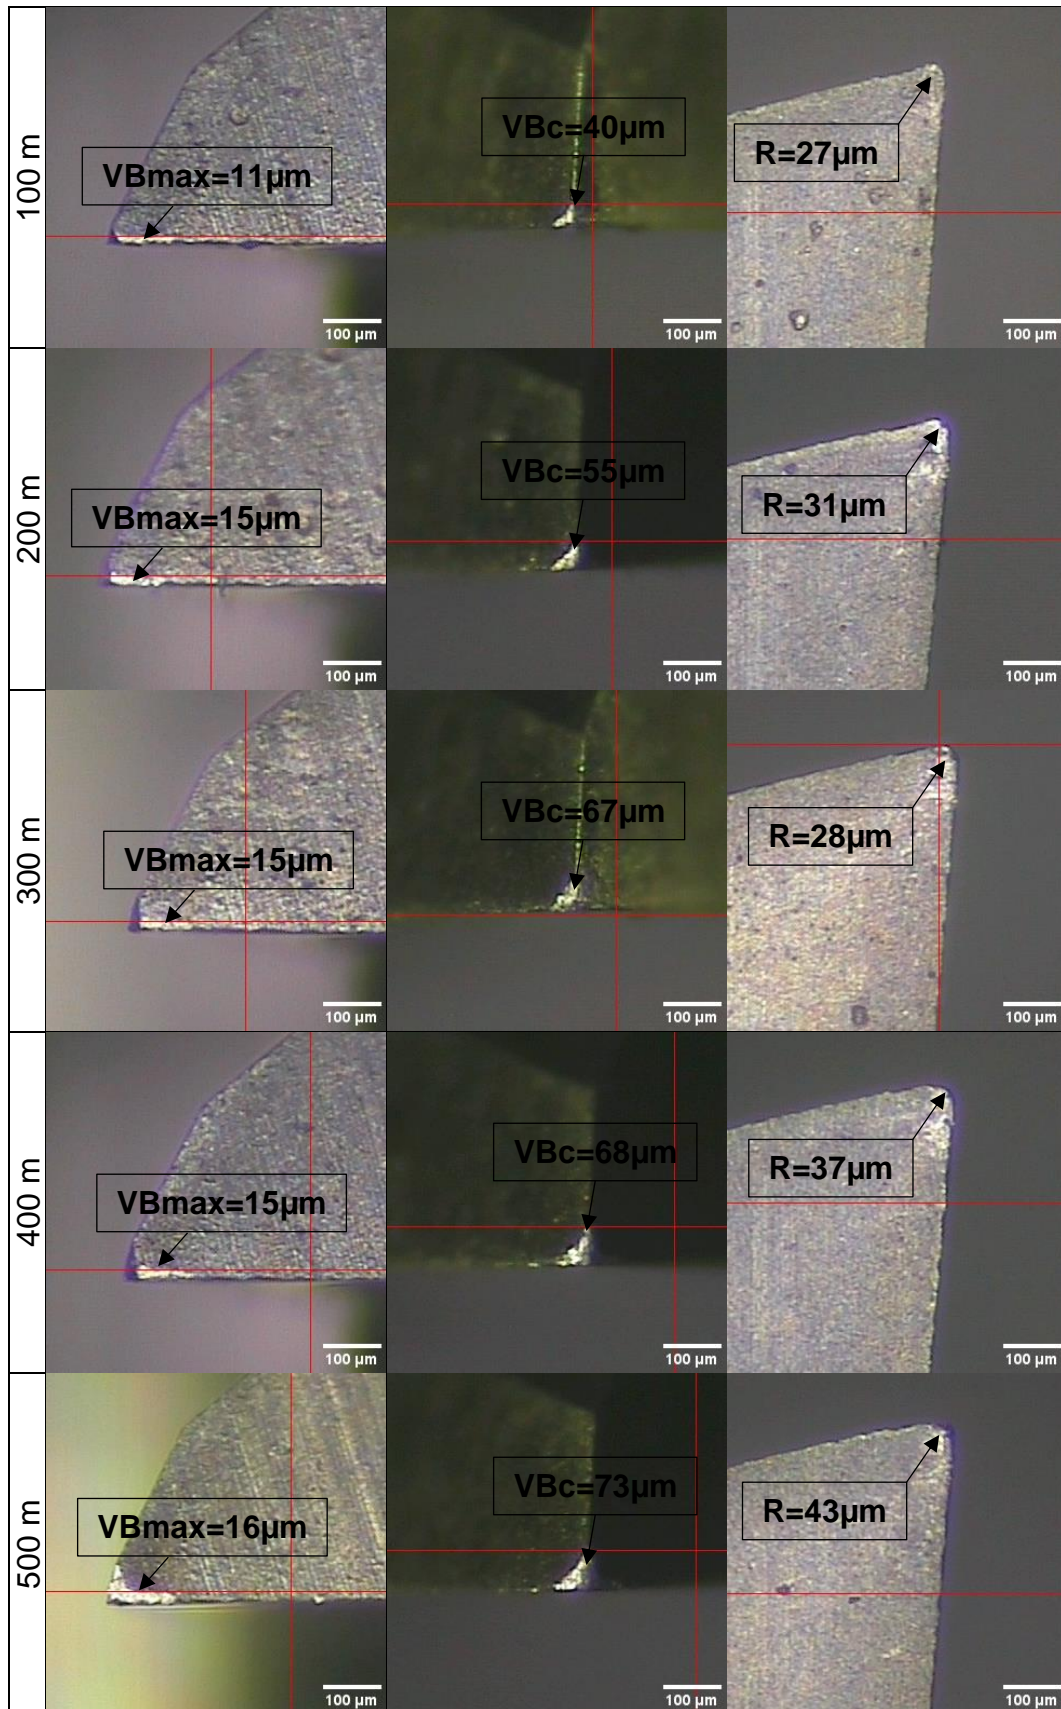 100 m
VBmax=11µm
100 µm
VBc=40µm
100 µm
R=27µm
100 µm
200 m
VBmax=15µm
100 µm
VBc=55µm
100 µm
R=31µm
100 µm
300 m
VBmax=15µm
100 µm
VBc=67µm
100 µm
R=28µm
100 µm
400 m
VBmax=15µm
100 µm
VBc=68µm
100 µm
R=37µm
100 µm
500 m
VBmax=16µm
100 µm
VBc=73µm
100 µm
R=43µm
100 µm